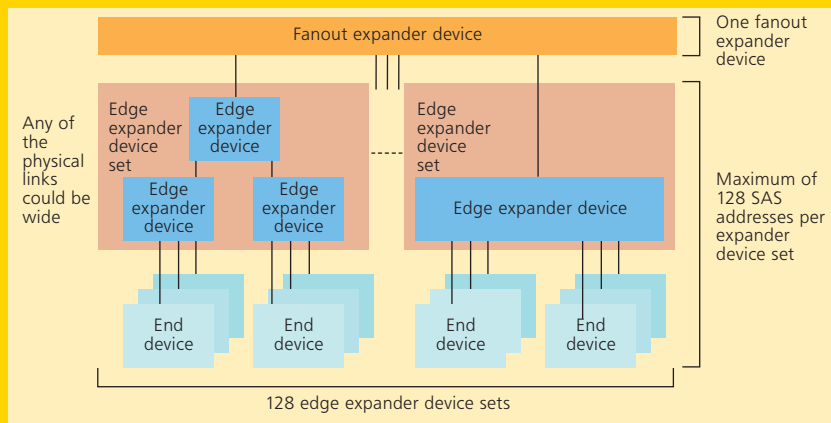 Fanout expander device
One fanout
expander
device
Any of
the
physical
links
could be
wide
Edge
expander
device
set
Edge
expander
device
Edge
expander
device
Edge
expander
device
Edge
expander
device
set
Edge expander device
Maximum of
128 SAS
addresses per
expander
device set
End
device
End
device
End
device
End
device
128 edge expander device sets